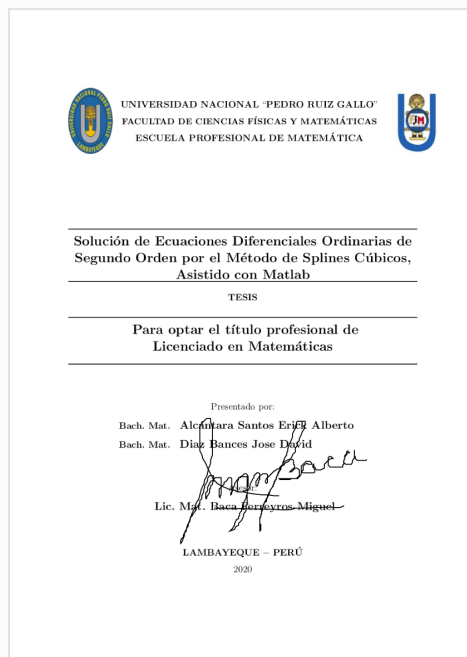 UNIVERSIDAD NACIONAL “PEDRO RUIZ GALLO”
FACULTAD DE CIENCIAS FÍSICAS Y MATEMÁTICAS
ESCUELA PROFESIONAL DE MATEMÁTICA
Solución de Ecuaciones Diferenciales Ordinarias de
Segundo Orden por el Método de Splines Cúbicos,
Asistido con Matlab
TESIS
Para optar el título profesional de
Licenciado en Matemáticas
Presentado por:
Bach. Mat. Alcántara Santos Erick Alberto
Bach. Mat. Diaz Bances Jose David
Lic. Mat. Baca Ferreyros Miguel
LAMBAYEQUE – PERÚ
2020